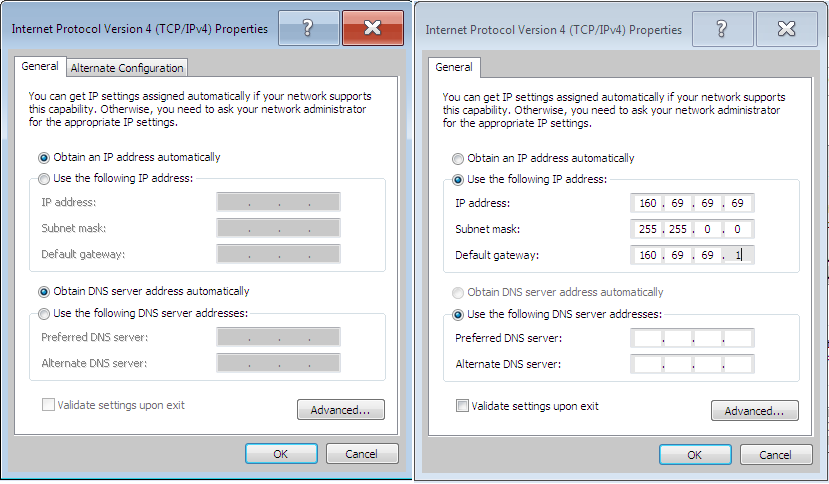 Internet Protocol Version 4 (TCP/IPv4) Properties
?
General
Alternate Configuration
You can get IP settings assigned automatically if your network supports
this capability. Otherwise, you need to ask your network administrator
for the appropriate IP settings.
Obtain an IP address automatically
Use the following IP address:
IP address:
. . .
Subnet mask:
. . .
Default gateway:
. . .
Obtain DNS server address automatically
Use the following DNS server addresses:
Preferred DNS server:
. . .
Alternate DNS server:
. . .
Validate settings upon exit
Advanced...
OK
Cancel
Internet Protocol Version 4 (TCP/IPv4) Properties
?
General
You can get IP settings assigned automatically if your network supports
this capability. Otherwise, you need to ask your network administrator
for the appropriate IP settings.
Obtain an IP address automatically
Use the following IP address:
IP address:
160 . 69 . 69 . 69
Subnet mask:
255 . 255 . 0 . 0
Default gateway:
160 . 69 . 69 . 1
Obtain DNS server address automatically
Use the following DNS server addresses:
Preferred DNS server:
. . .
Alternate DNS server:
. . .
Validate settings upon exit
Advanced...
OK
Cancel